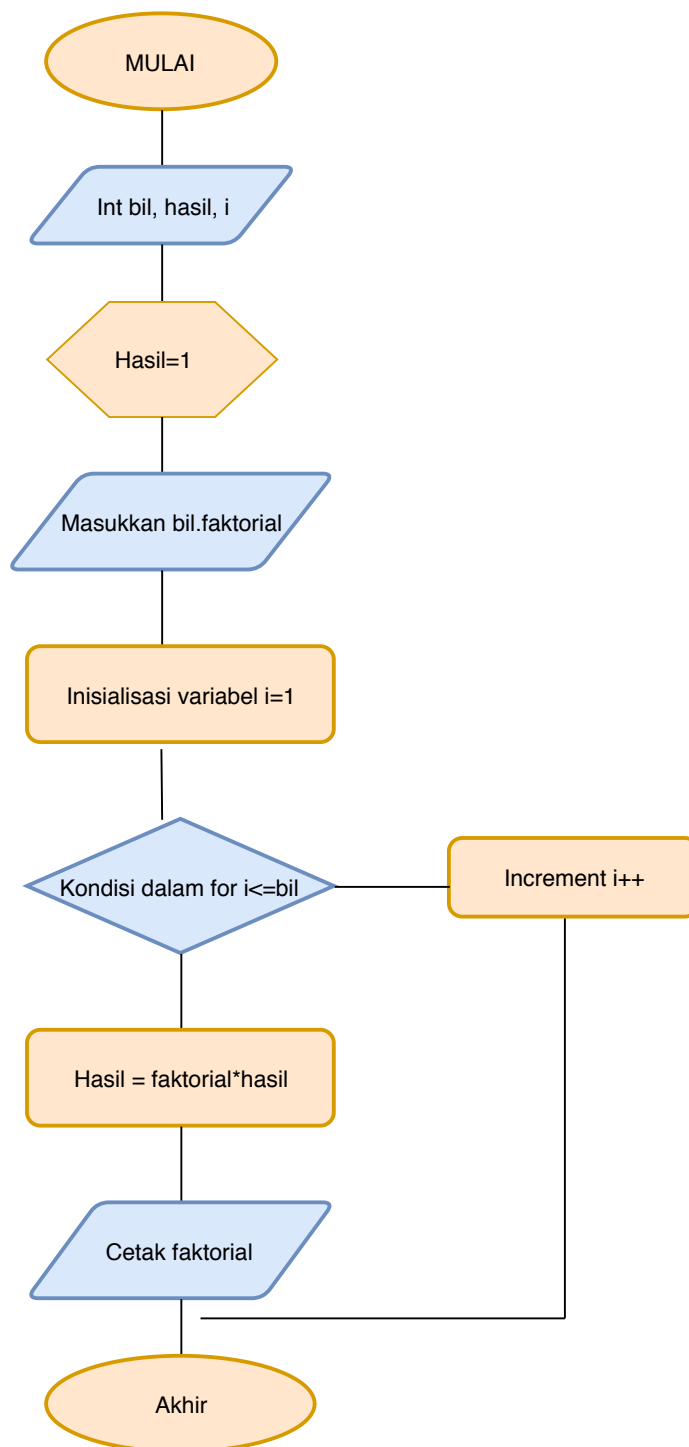 MULAI
Int bil, hasil, i
Hasil=1
Masukkan bil.faktorial
Inisialisasi variabel i=1
Kondisi dalam for i<=bil
Increment i++
Hasil = faktorial*hasil
Cetak faktorial
Akhir